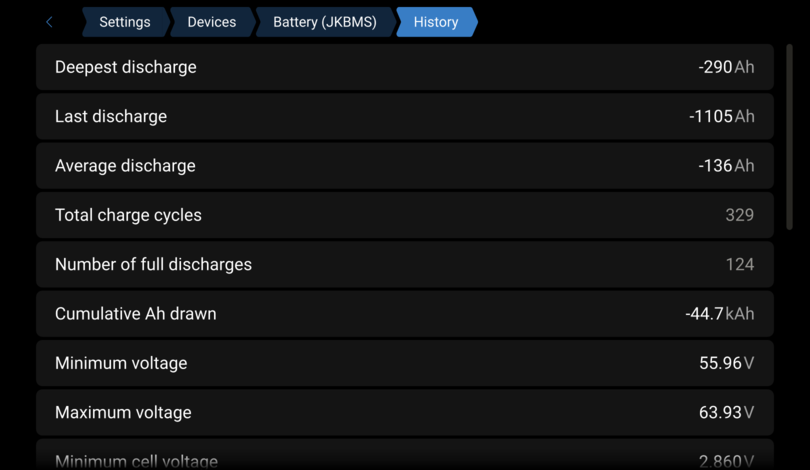 Settings Devices Battery (JKBMS) History
Deepest discharge -290Ah
Last discharge -1105Ah
Average discharge -136Ah
Total charge cycles 329
Number of full discharges 124
Cumulative Ah drawn -44.7kAh
Minimum voltage 55.96V
Maximum voltage 63.93V
Minimum cell voltage 2.860V